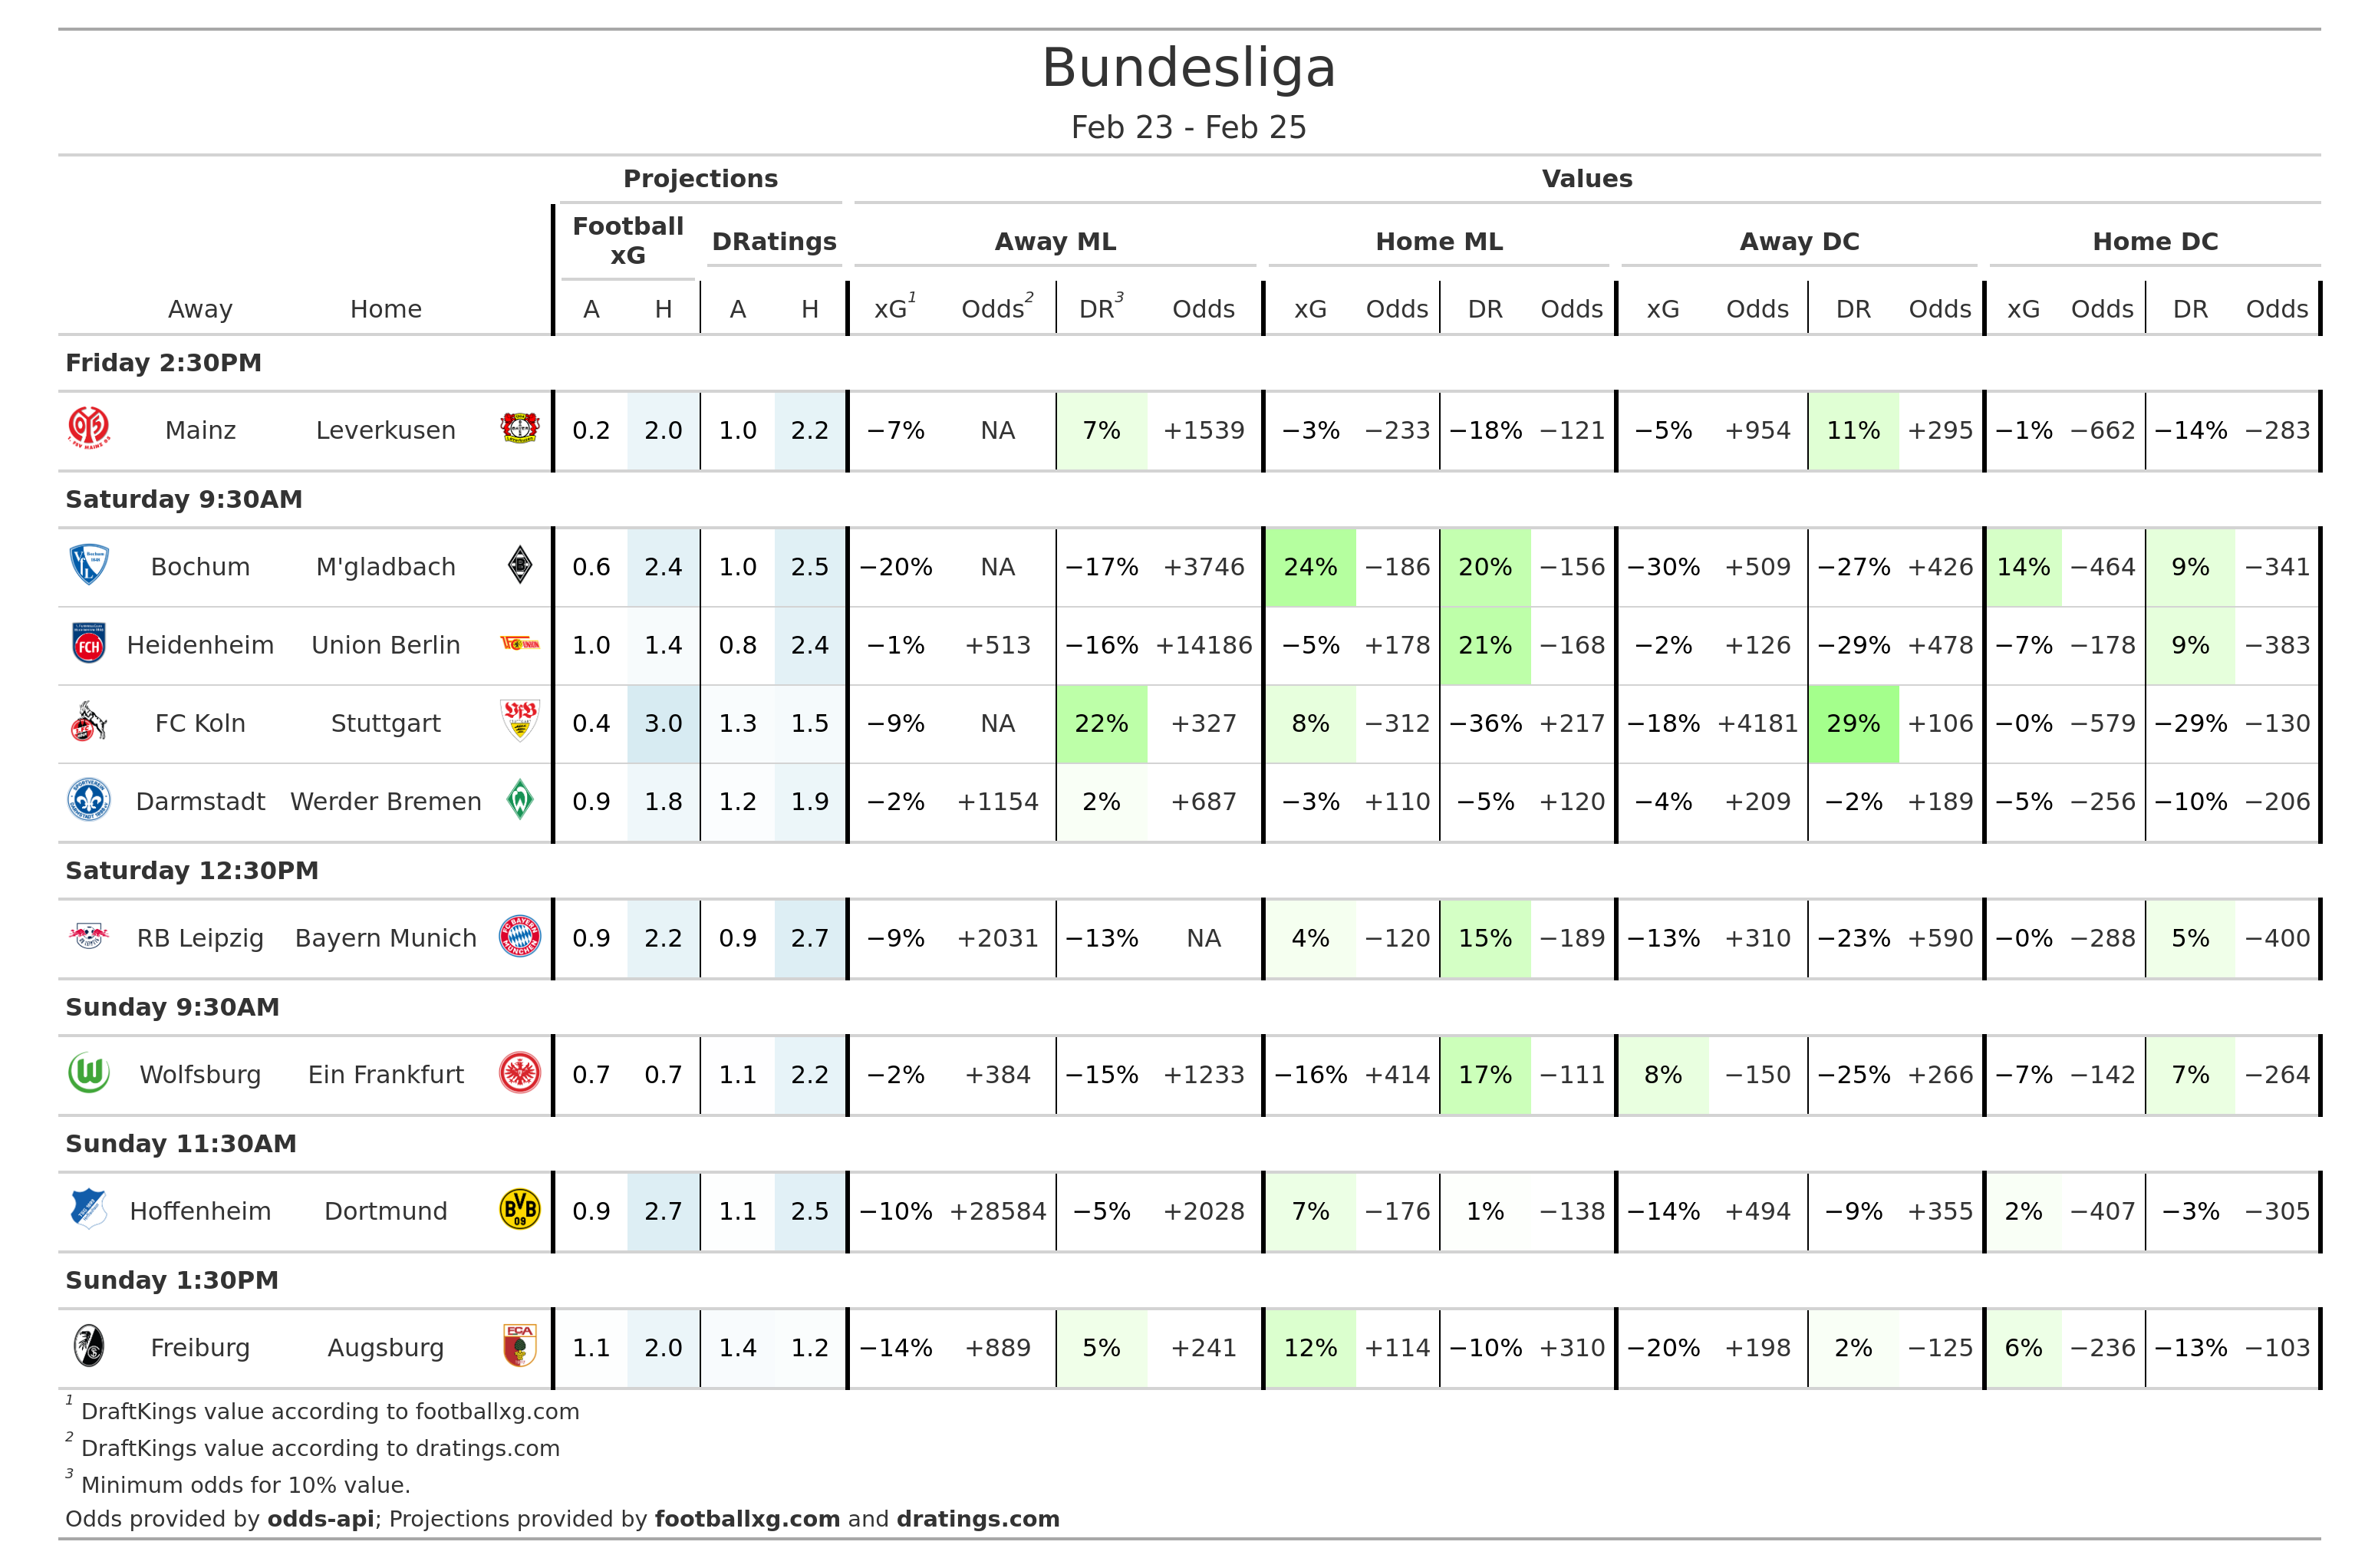 Bundesliga
Feb 23 - Feb 25
Projections Values
Football xG DRatings Away ML Home ML Away DC Home DC
Away Home A H A H xG1 Odds2 DR3 Odds xG Odds DR Odds xG Odds DR Odds xG Odds DR Odds
Friday 2:30PM
Mainz Leverkusen 0.2 2.0 1.0 2.2 −7% NA 7% +1539 −3% −233 −18% −121 −5% +954 11% +295 −1% −662 −14% −283
Saturday 9:30AM
Bochum M'gladbach 0.6 2.4 1.0 2.5 −20% NA −17% +3746 24% −186 20% −156 −30% +509 −27% +426 14% −464 9% −341
Heidenheim Union Berlin 1.0 1.4 0.8 2.4 −1% +513 −16% +14186 −5% +178 21% −168 −2% +126 −29% +478 −7% −178 9% −383
FC Koln Stuttgart 0.4 3.0 1.3 1.5 −9% NA 22% +327 8% −312 −36% +217 −18% +4181 29% +106 −0% −579 −29% −130
Darmstadt Werder Bremen 0.9 1.8 1.2 1.9 −2% +1154 2% +687 −3% +110 −5% +120 −4% +209 −2% +189 −5% −256 −10% −206
Saturday 12:30PM
RB Leipzig Bayern Munich 0.9 2.2 0.9 2.7 −9% +2031 −13% NA 4% −120 15% −189 −13% +310 −23% +590 −0% −288 5% −400
Sunday 9:30AM
Wolfsburg Ein Frankfurt 0.7 0.7 1.1 2.2 −2% +384 −15% +1233 −16% +414 17% −111 8% −150 −25% +266 −7% −142 7% −264
Sunday 11:30AM
Hoffenheim Dortmund 0.9 2.7 1.1 2.5 −10% +28584 −5% +2028 7% −176 1% −138 −14% +494 −9% +355 2% −407 −3% −305
Sunday 1:30PM
Freiburg Augsburg 1.1 2.0 1.4 1.2 −14% +889 5% +241 12% +114 −10% +310 −20% +198 2% −125 6% −236 −13% −103
1 DraftKings value according to footballxg.com
2 DraftKings value according to dratings.com
3 Minimum odds for 10% value.
Odds provided by odds-api; Projections provided by footballxg.com and dratings.com